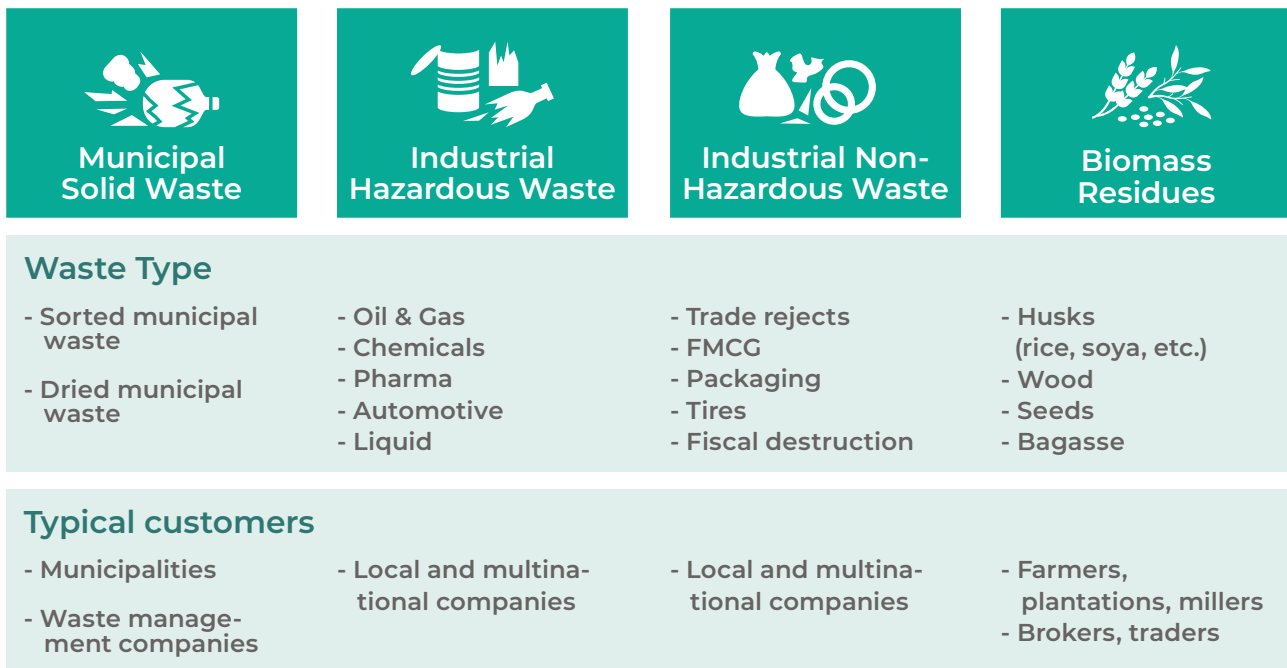 Municipal
Solid Waste
Industrial
Hazardous Waste
Industrial Non-
Hazardous Waste
Biomass
Residues
Waste Type
- Sorted municipal
waste
- Dried municipal
waste
- Oil & Gas
- Chemicals
- Pharma
- Automotive
- Liquid
- Trade rejects
- FMCG
- Packaging
- Tires
- Fiscal destruction
- Husks
(rice, soya, etc.)
- Wood
- Seeds
- Bagasse
Typical customers
- Municipalities
- Waste manage-
ment companies
- Local and multina-
tional companies
- Local and multina-
tional companies
- Farmers,
plantations, millers
- Brokers, traders